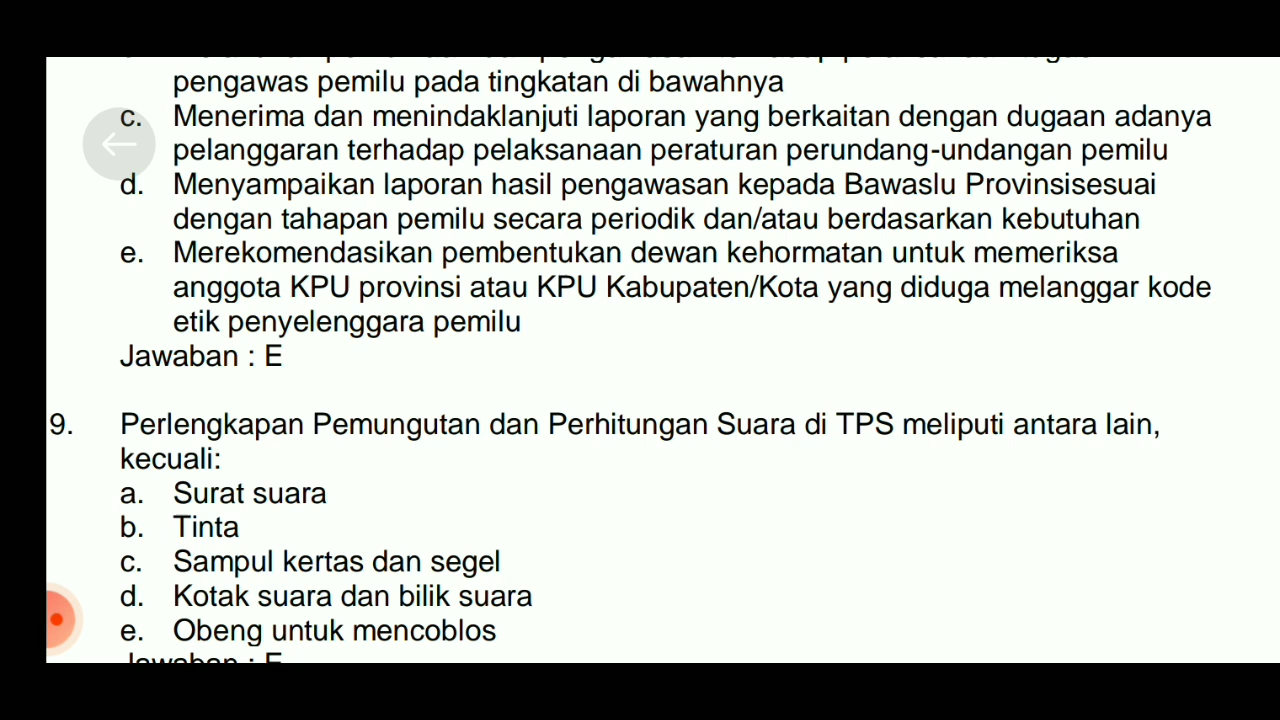 pengawas pemilu pada tingkatan di bawahnya
c. Menerima dan menindaklanjuti laporan yang berkaitan dengan dugaan adanya
pelanggaran terhadap pelaksanaan peraturan perundang-undangan pemilu
d. Menyampaikan laporan hasil pengawasan kepada Bawaslu Provinsisesuai
dengan tahapan pemilu secara periodik dan/atau berdasarkan kebutuhan
e. Merekomendasikan pembentukan dewan kehormatan untuk memeriksa
anggota KPU provinsi atau KPU Kabupaten/Kota yang diduga melanggar kode
etik penyelenggara pemilu
Jawaban : E
9. Perlengkapan Pemungutan dan Perhitungan Suara di TPS meliputi antara lain,
kecuali:
a. Surat suara
b. Tinta
c. Sampul kertas dan segel
d. Kotak suara dan bilik suara
e. Obeng untuk mencoblos
Jawaban :